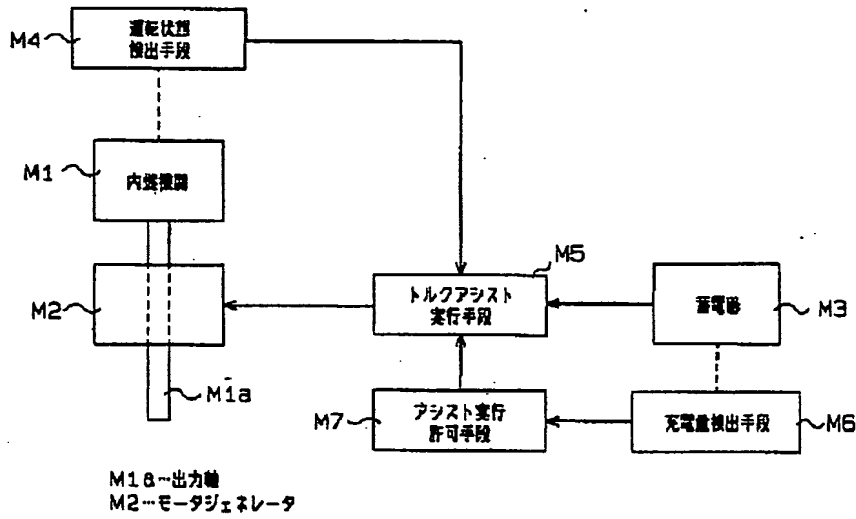 運転状態
検出手段
M4
M1
内燃機関
M2
M5
トルクアシスト
実行手段
蓄電器
M3
M1a
M7
アシスト実行
許可手段
充電量検出手段
M6
M1a…出力軸
M2…モータジェネレータ